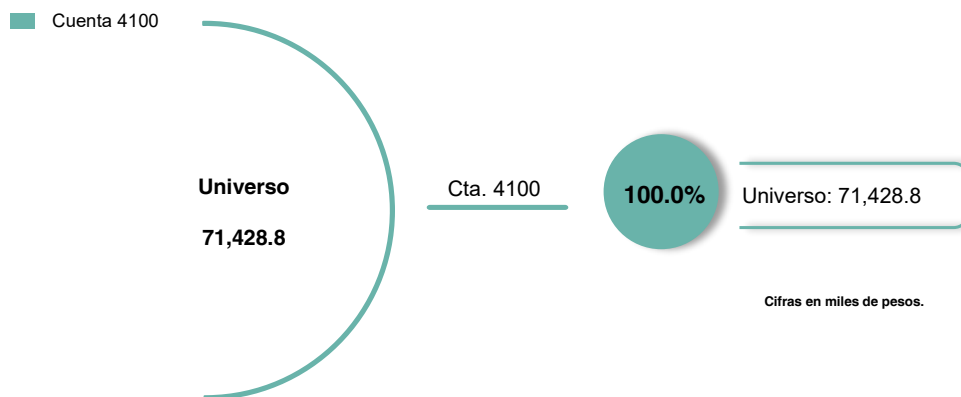 Cuenta 4100
Universo
71,428.8
Cta. 4100
100.0%
Universo: 71,428.8
Cifras en miles de pesos.